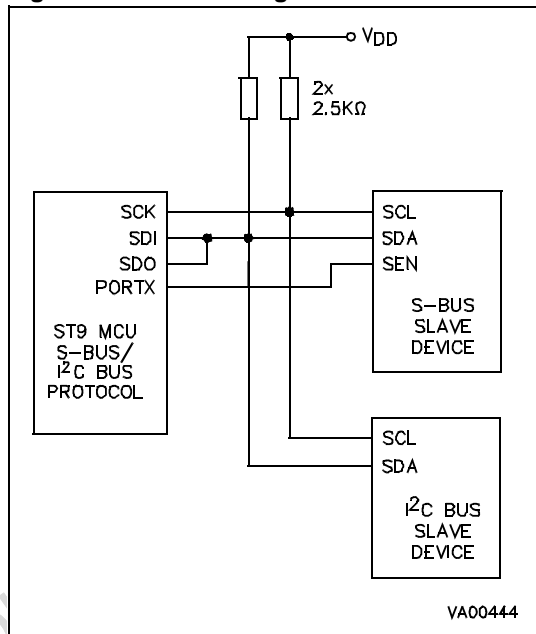 VDD
2x
2.5KΩ
SCK
SDI
SDO
PORTX
ST9 MCU
S-BUS/
I2C BUS
PROTOCOL
SCL
SDA
SEN
S-BUS
SLAVE
DEVICE
SCL
SDA
I2C BUS
SLAVE
DEVICE
VA00444